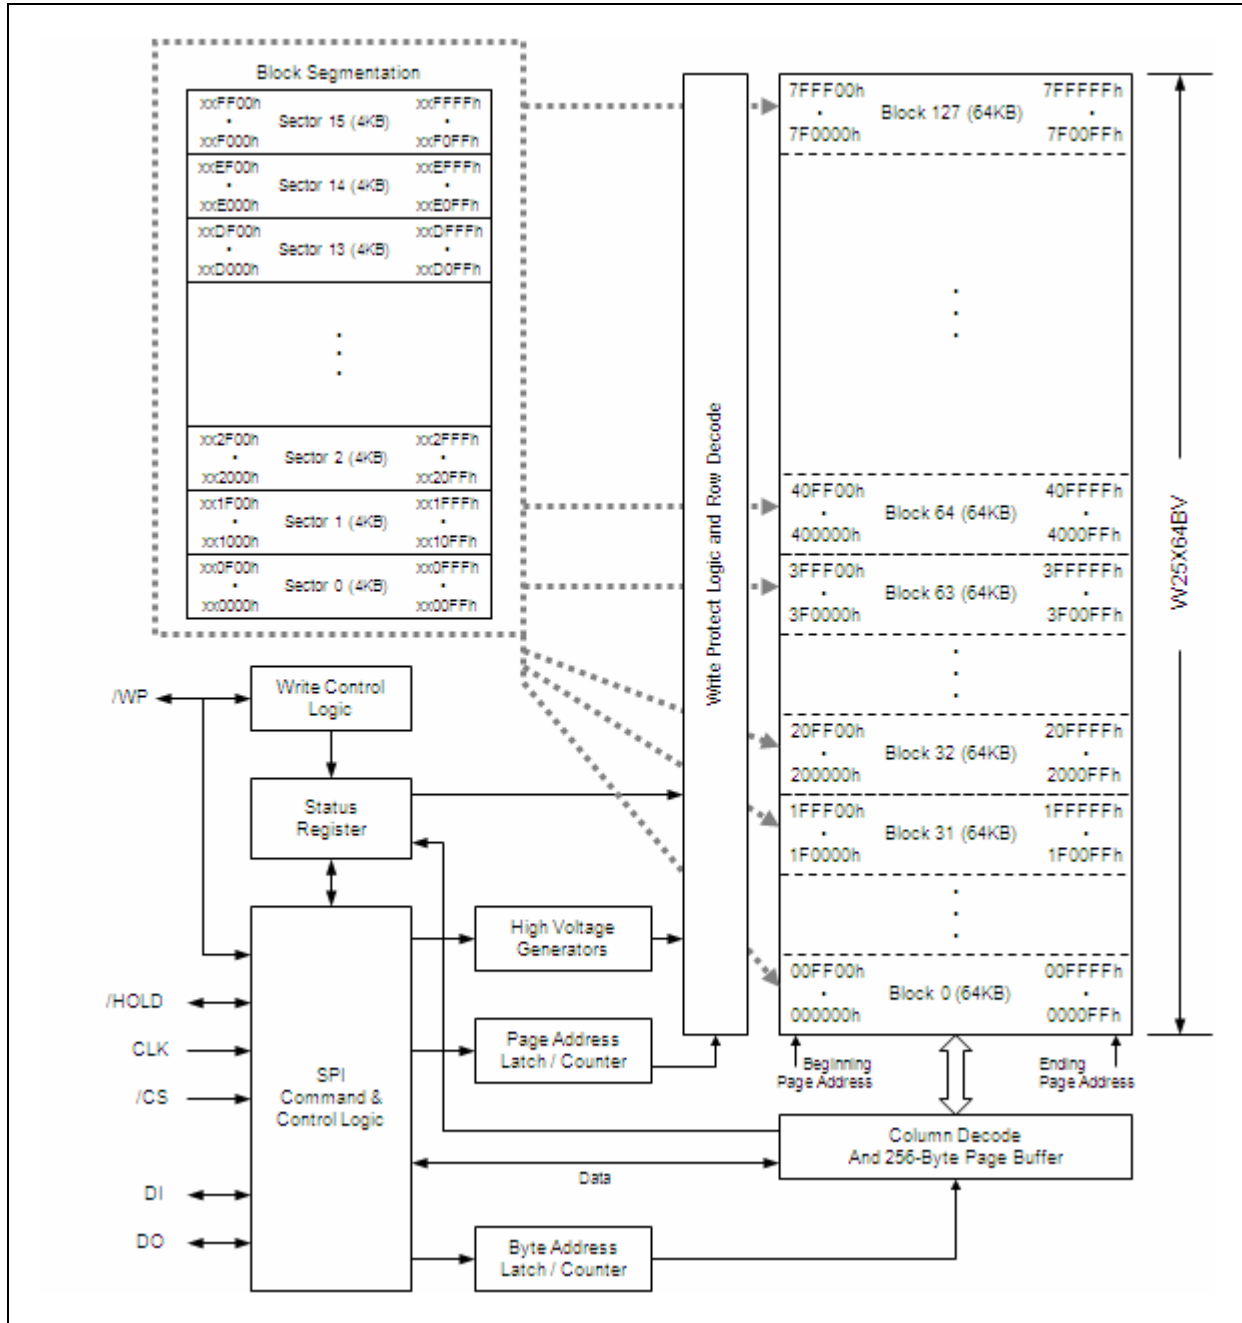 Block Segmentation
xxFF00h xxFFFFh
Sector 15 (4KB)
xxF000h xxF0FFh
xxEF00h xxEFFFh
Sector 14 (4KB)
xxE000h xxE0FFh
xxDF00h xxDFFFh
Sector 13 (4KB)
xxD000h xxD0FFh
xx2F00h xx2FFFh
Sector 2 (4KB)
xx2000h xx20FFh
xx1F00h xx1FFFh
Sector 1 (4KB)
xx1000h xx10FFh
xx0F00h xx0FFFh
Sector 0 (4KB)
xx0000h xx00FFh
Write Protect Logic and Row Decode
7FFF00h 7FFFFFh
Block 127 (64KB)
7F0000h 7F00FFh
40FF00h 40FFFFh
Block 64 (64KB)
400000h 4000FFh
3FFF00h 3FFFFFh
Block 63 (64KB)
3F0000h 3F00FFh
20FF00h 20FFFFh
Block 32 (64KB)
200000h 2000FFh
1FFF00h 1FFFFFh
Block 31 (64KB)
1F0000h 1F00FFh
00FF00h 00FFFFh
Block 0 (64KB)
000000h 0000FFh
W25X64BV
Beginning
Page Address
Ending
Page Address
/WP
Write Control
Logic
Status
Register
High Voltage
Generators
/HOLD
CLK
/CS
DI
DO
SPI
Command &
Control Logic
Page Address
Latch / Counter
Column Decode
And 256-Byte Page Buffer
Data
Byte Address
Latch / Counter